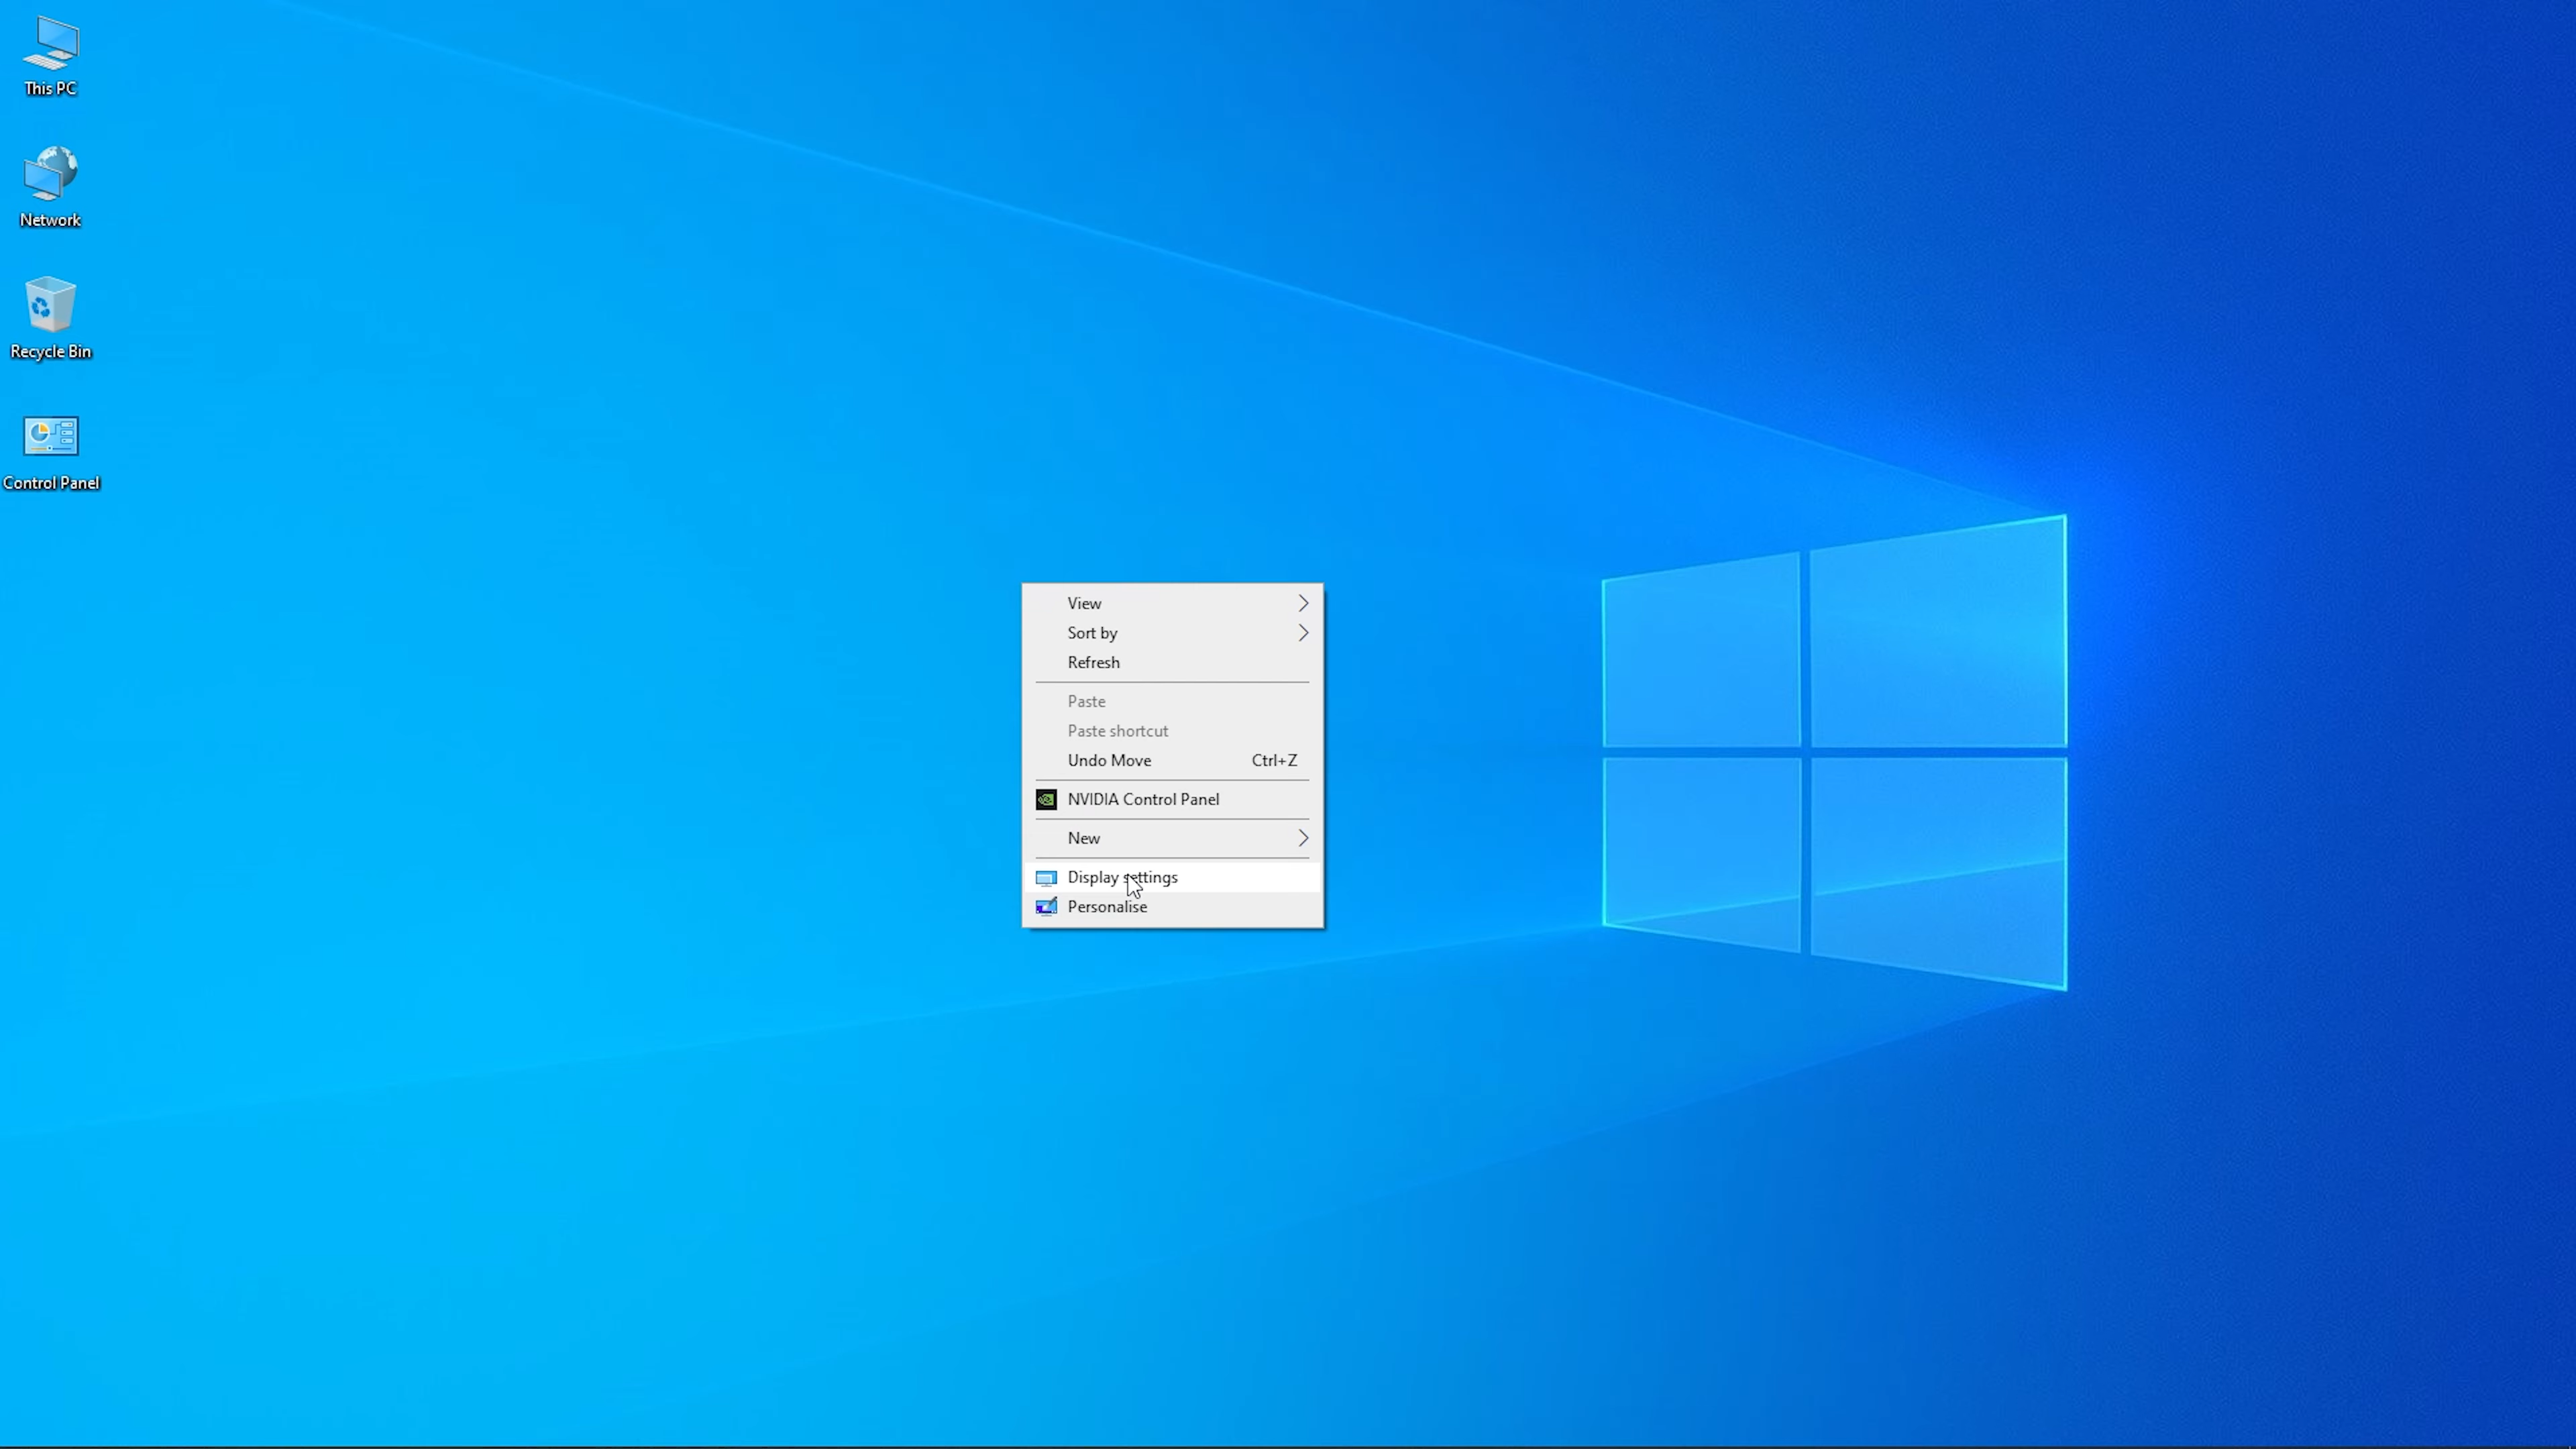 This PC
Network
Recycle Bin
Control Panel
View
Sort by
Refresh
Paste
Paste shortcut
Undo Move Ctrl+Z
NVIDIA Control Panel
New
Display settings
Personalise